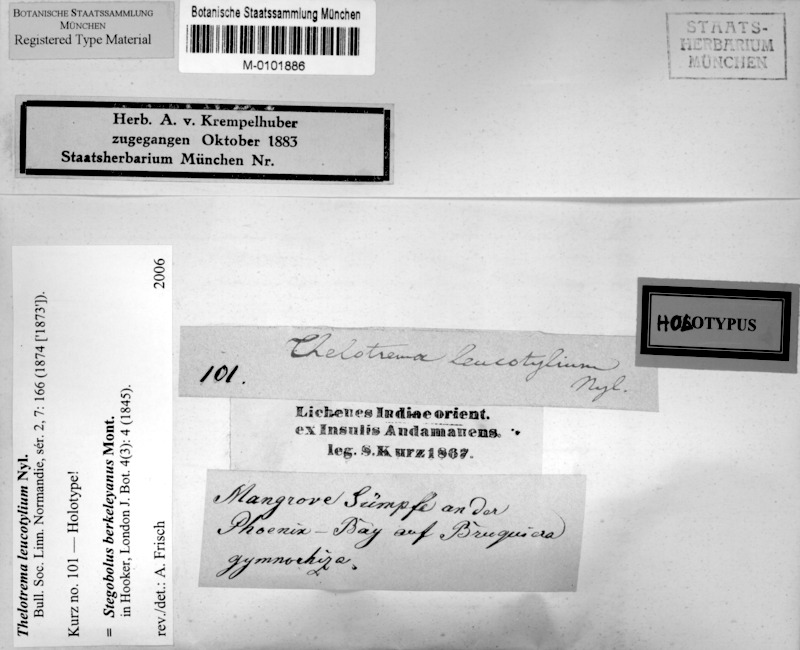 BOTANISCHE STAATSSAMMLUNG
MÜNCHEN
Registered Type Material
Botanische Staatssammlung München
M-0101886
STAATS-
HERBARIUM
MÜNCHEN
Herb. A. v. Krempelhuber
zugegangen Oktober 1883
Staatsherbarium München Nr.
Thelotrema leucotylium Nyl.
Bull. Soc. Linn. Normandie, sér. 2, 7: 166 (1874 ['1873']).
Kurz no. 101 — Holotype!
= Stegobolus berkeleyanus Mont.
in Hooker, London J. Bot. 4(3): 4 (1845).
rev./det.: A. Frisch 2006
HOLOTYPUS
Thelotrema leucotylium
Nyl.
101.
Lichenes Indiae orient.
ex Insulis Andamanens.
leg. S. Kurz 1867.
Mangrove Sümpfe an der
Phoenix-Bay auf Bruguiera
gymnorhiza.